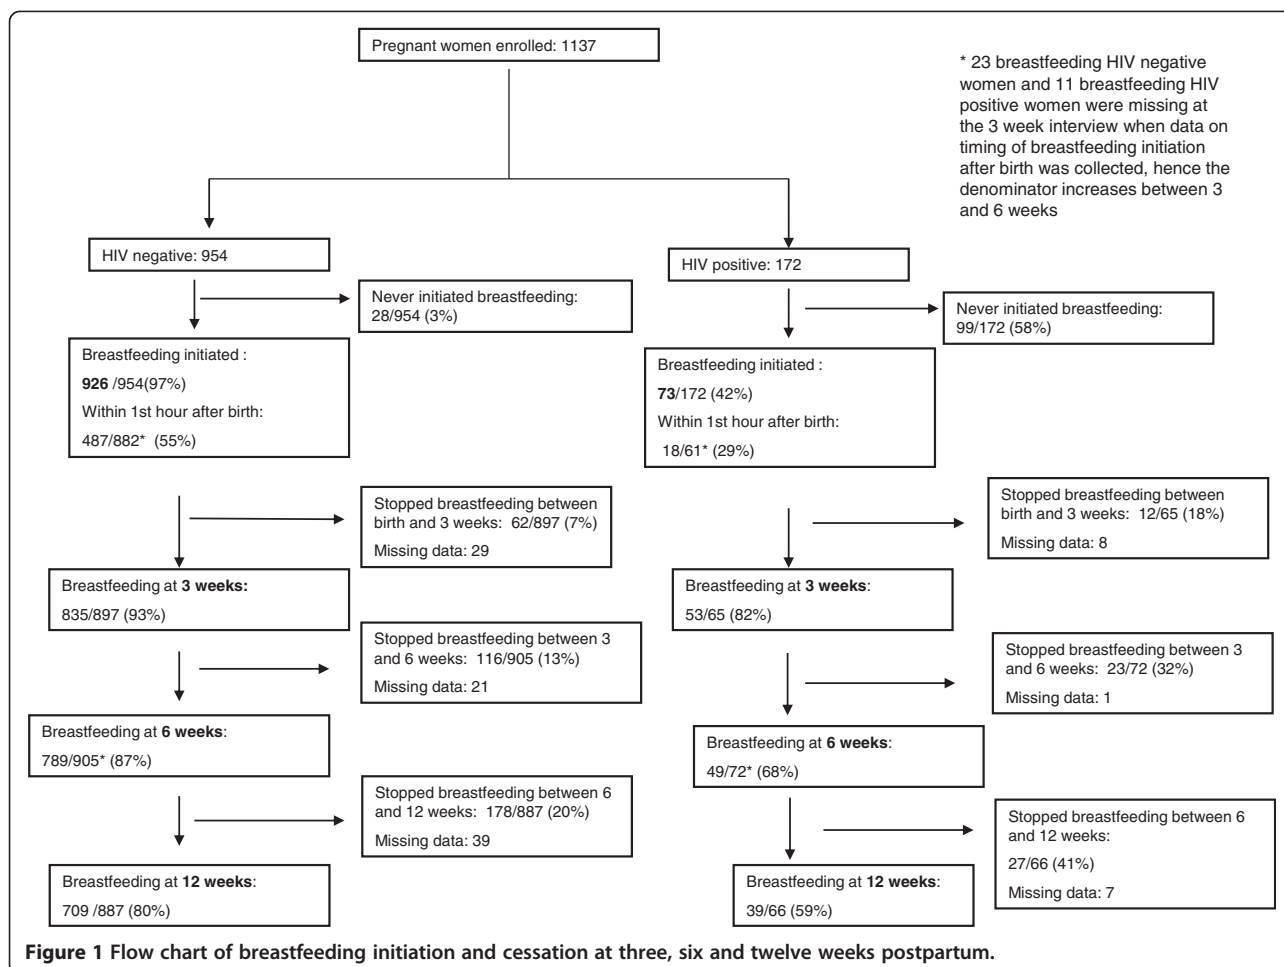 Pregnant women enrolled: 1137
* 23 breastfeeding HIV negative
women and 11 breastfeeding HIV
positive women were missing at
the 3 week interview when data on
timing of breastfeeding initiation
after birth was collected, hence the
denominator increases between 3
and 6 weeks
HIV negative: 954
HIV positive: 172
Never initiated breastfeeding:
28/954 (3%)
Never initiated breastfeeding:
99/172 (58%)
Breastfeeding initiated :
926 /954(97%)
Within 1st hour after birth:
487/882* (55%)
Breastfeeding initiated :
73/172 (42%)
Within 1st hour after birth:
18/61* (29%)
Stopped breastfeeding between
birth and 3 weeks: 62/897 (7%)
Missing data: 29
Stopped breastfeeding between
birth and 3 weeks: 12/65 (18%)
Missing data: 8
Breastfeeding at 3 weeks:
835/897 (93%)
Breastfeeding at 3 weeks:
53/65 (82%)
Stopped breastfeeding between 3
and 6 weeks: 116/905 (13%)
Missing data: 21
Stopped breastfeeding between 3
and 6 weeks: 23/72 (32%)
Missing data: 1
Breastfeeding at 6 weeks:
789/905* (87%)
Breastfeeding at 6 weeks:
49/72* (68%)
Stopped breastfeeding between 6
and 12 weeks: 178/887 (20%)
Missing data: 39
Stopped breastfeeding between 6
and 12 weeks:
27/66 (41%)
Missing data: 7
Breastfeeding at 12 weeks:
709 /887 (80%)
Breastfeeding at 12 weeks:
39/66 (59%)
Figure 1 Flow chart of breastfeeding initiation and cessation at three, six and twelve weeks postpartum.